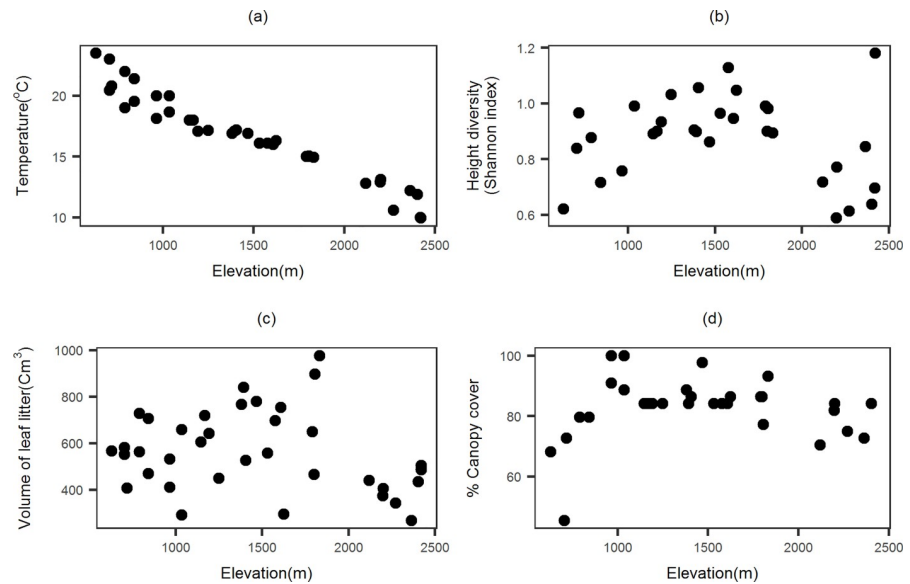 (a)
Temperature(°C)
20
15
10
1000 1500 2000 2500
Elevation(m)
(b)
Height diversity
(Shannon index)
1.2
1.0
0.8
0.6
1000 1500 2000 2500
Elevation(m)
(c)
Volume of leaf litter(Cm³)
1000
800
600
400
1000 1500 2000 2500
Elevation(m)
(d)
% Canopy cover
100
80
60
1000 1500 2000 2500
Elevation(m)